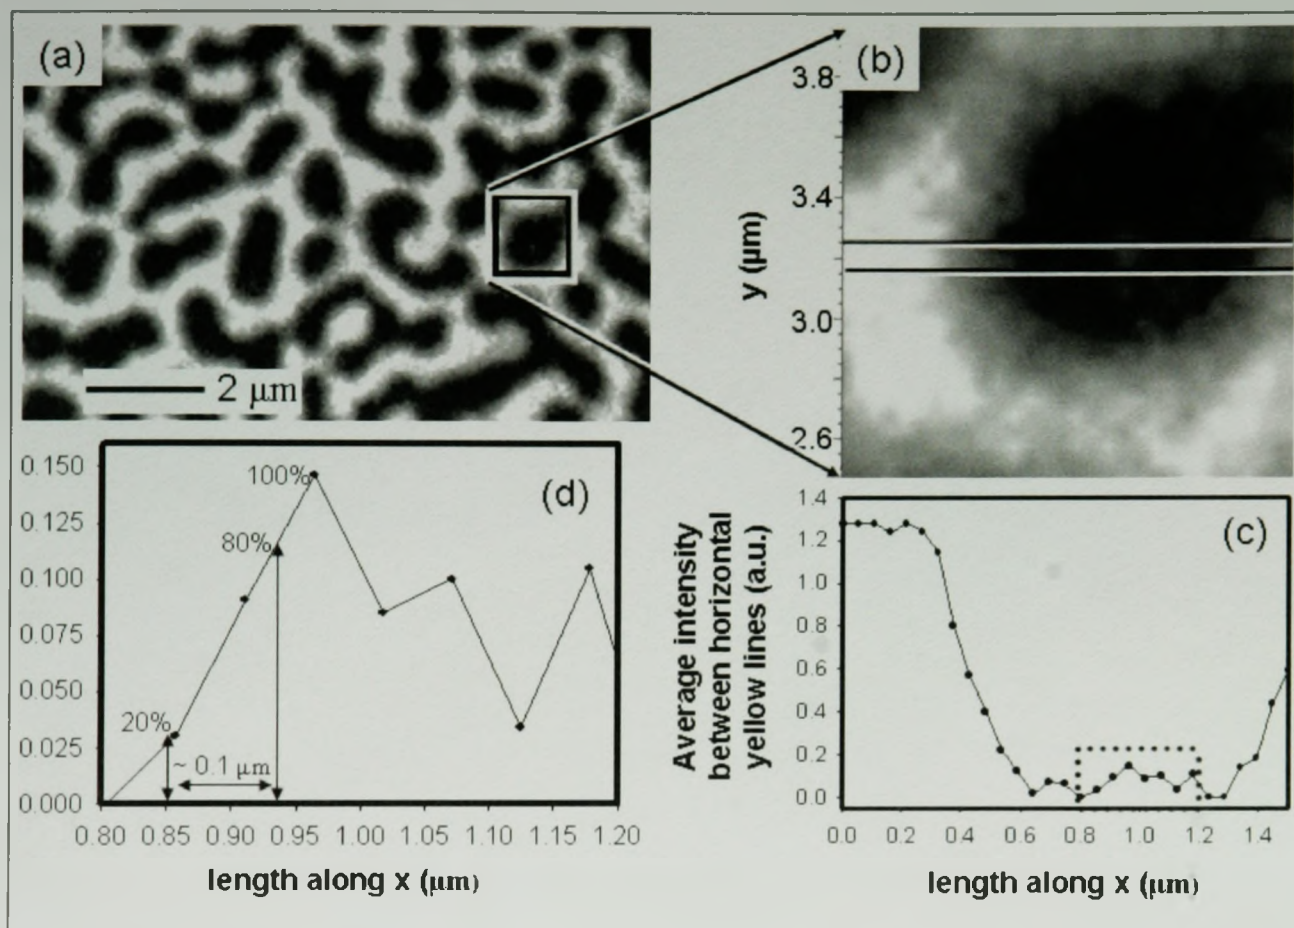 (a)
2 μm
(b)
3.8
3.4
3.0
2.6
y (μm)
0.150
0.125
0.100
0.075
0.050
0.025
0.000
100%
80%
20%
~ 0.1 μm
(d)
0.80 0.85 0.90 0.95 1.00 1.05 1.10 1.15 1.20
length along x (μm)
Average intensity
between horizontal
yellow lines (a.u.)
1.4
1.2
1.0
0.8
0.6
0.4
0.2
0.0
(c)
0.0 0.2 0.4 0.6 0.8 1.0 1.2 1.4
length along x (μm)